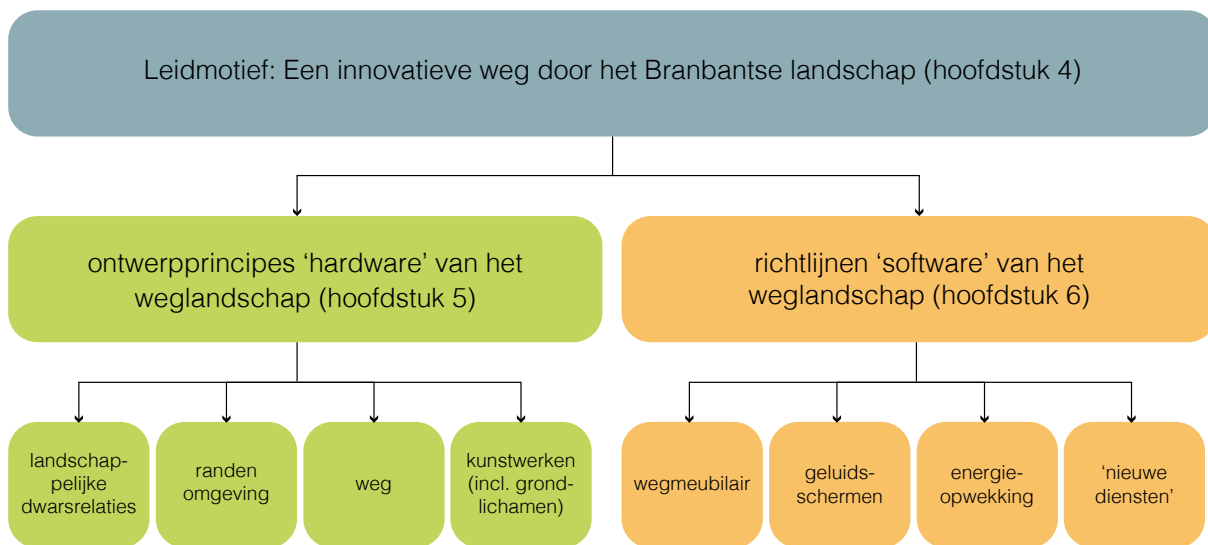 Leidmotief: Een innovatieve weg door het Branbantse landschap (hoofdstuk 4)
ontwerpprincipes ‘hardware’ van het
weglandschap (hoofdstuk 5)
richtlijnen ‘software’ van het
weglandschap (hoofdstuk 6)
landschap-
pelijke
dwarsrelaties
randen
omgeving
weg
kunstwerken
(incl. grond-
lichamen)
wegmeubilair
geluids-
schermen
energie-
opwekking
‘nieuwe
diensten’